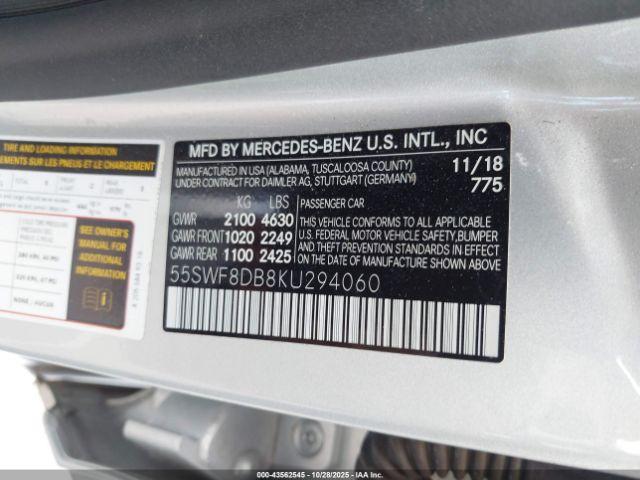 TIRE AND LOADING INFORMATION
SUR LES PNEUS ET LE CHARGEMENT
SEE OWNER'S
MANUAL FOR
ADDITIONAL
INFORMATION
MFD BY MERCEDES-BENZ U.S. INTL., INC
MANUFACTURED IN USA (ALABAMA, TUSCALOOSA COUNTY) 11/18
UNDER CONTRACT FOR DAIMLER AG, STUTTGART (GERMANY) 775
KG LBS PASSENGER CAR
GVWR 2100 4630 THIS VEHICLE CONFORMS TO ALL APPLICABLE
GAWR FRONT 1020 2249 U.S. FEDERAL MOTOR VEHICLE SAFETY, BUMPER
GAWR REAR 1100 2425 AND THEFT PREVENTION STANDARDS IN EFFECT
ON THE DATE OF MANUFACTURE SHOWN ABOVE.
55SWF8DB8KU294060
000-43562545 - 10/28/2025 - IAAI.COM